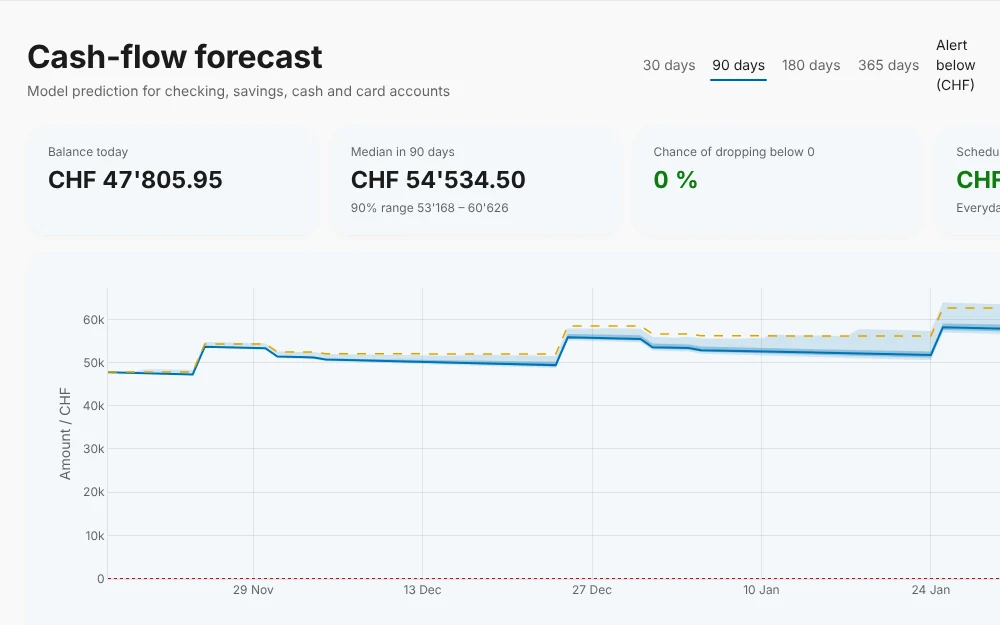 Cash-flow forecast
Model prediction for checking, savings, cash and card accounts
30 days 90 days 180 days 365 days
Alert
below
(CHF)
Balance today
CHF 47'805.95
Median in 90 days
CHF 54'534.50
90% range 53'168 – 60'626
Chance of dropping below 0
0 %
Schedu
CHF
Everyda
Amount / CHF
60k
50k
40k
30k
20k
10k
0
29 Nov 13 Dec 27 Dec 10 Jan 24 Jan